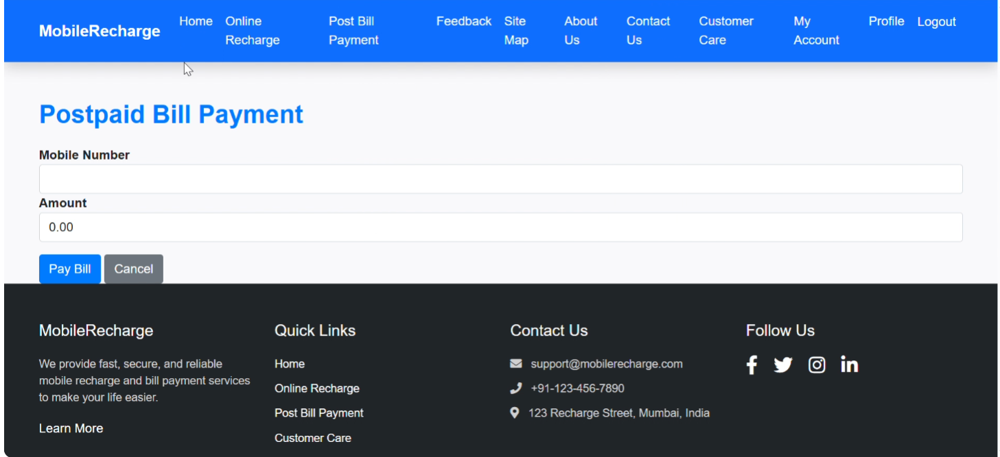 MobileRecharge
Home
Online
Recharge
Post Bill
Payment
Feedback
Site
Map
About
Us
Contact
Us
Customer
Care
My
Account
Profile
Logout
Postpaid Bill Payment
Mobile Number
Amount
0.00
Pay Bill
Cancel
MobileRecharge
We provide fast, secure, and reliable
mobile recharge and bill payment services
to make your life easier.
Learn More
Quick Links
Home
Online Recharge
Post Bill Payment
Customer Care
Contact Us
support@mobilerecharge.com
+91-123-456-7890
123 Recharge Street, Mumbai, India
Follow Us